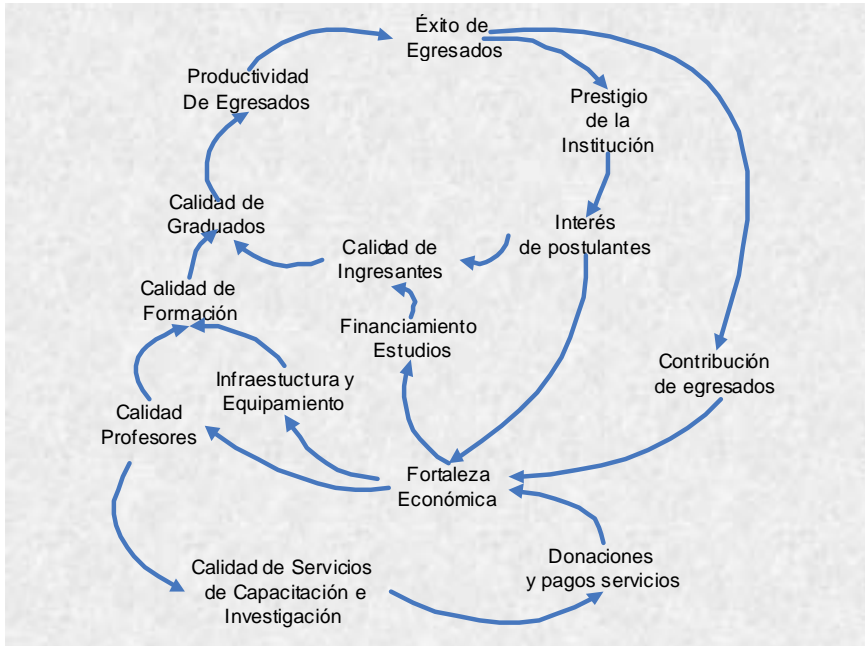 Éxito de
Egresados
Productividad
De Egresados
Prestigio
de la
Institución
Calidad de
Graduados
Interés
de postulantes
Calidad de
Ingresantes
Calidad de
Formación
Financiamiento
Estudios
Contribución
de egresados
Infraestuctura y
Equipamiento
Calidad
Profesores
Fortaleza
Económica
Calidad de Servicios
de Capacitación e
Investigación
Donaciones
y pagos servicios